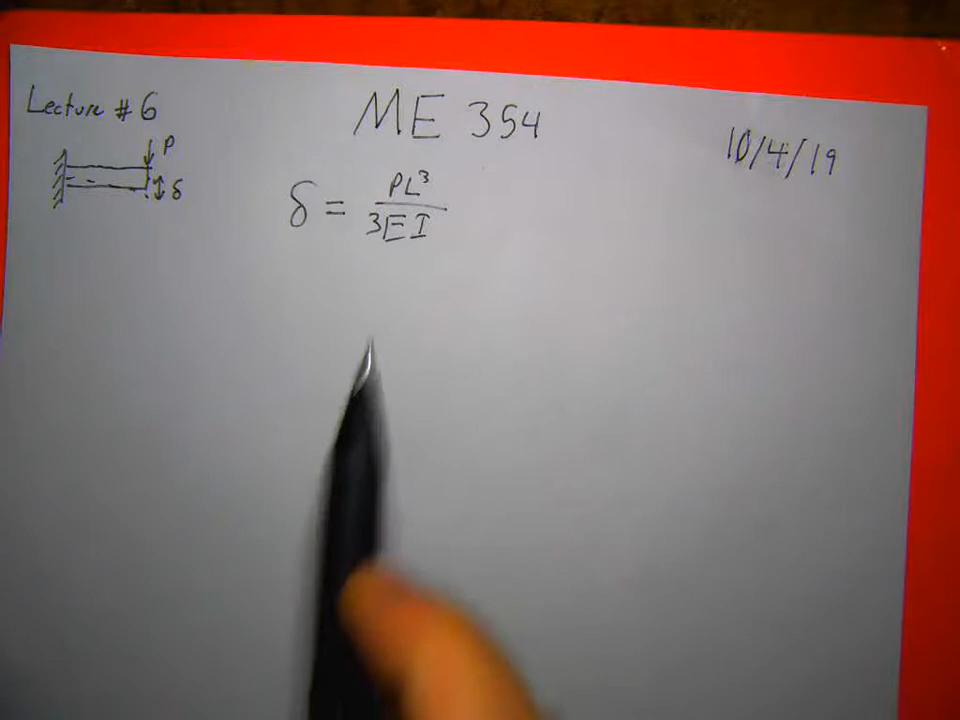 Lecture #6
ME 354
10/4/19
P
δ
δ = PL³/3EI